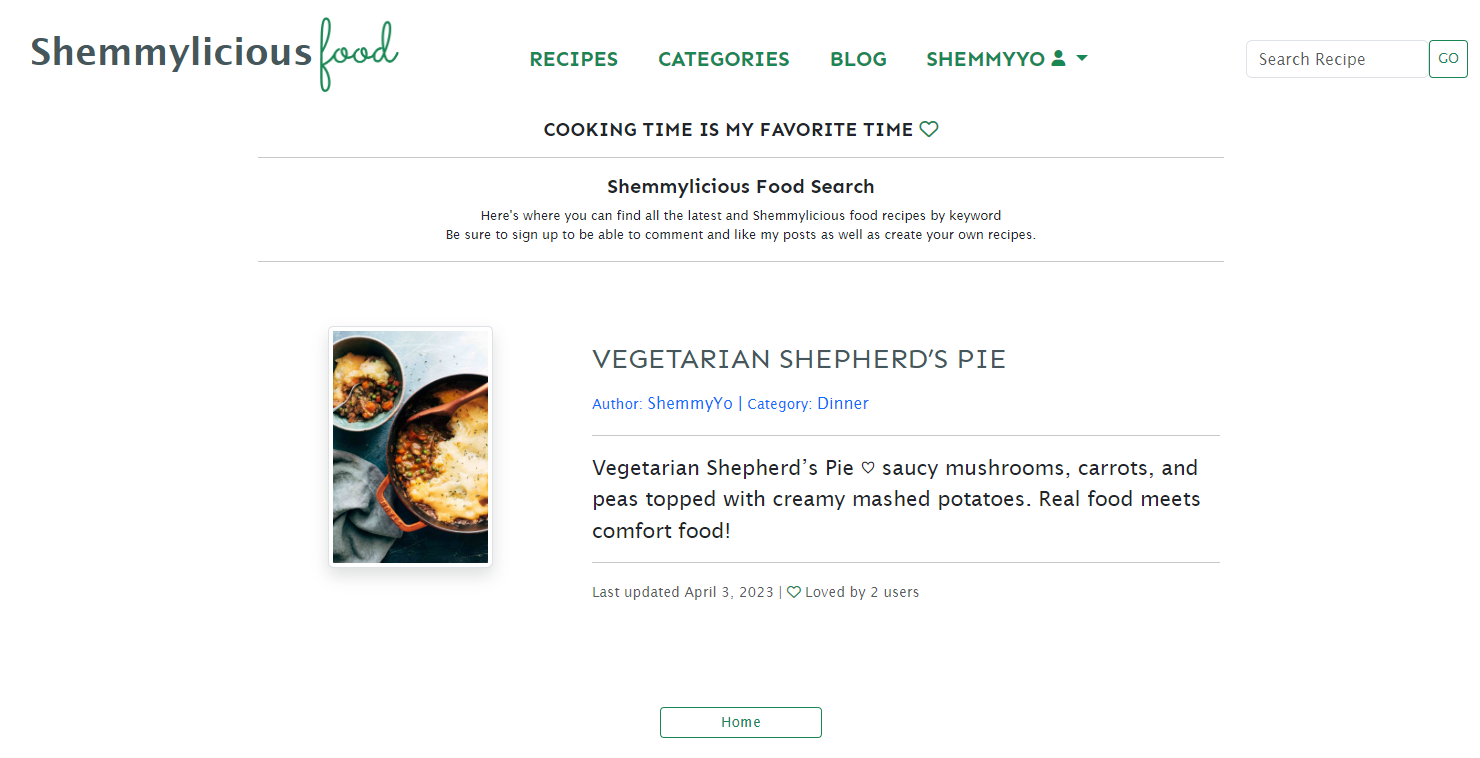 Shemmylicious food
RECIPES CATEGORIES BLOG SHEMMYYO
Search Recipe GO
COOKING TIME IS MY FAVORITE TIME ♡
Shemmylicious Food Search
Here's where you can find all the latest and Shemmylicious food recipes by keyword
Be sure to sign up to be able to comment and like my posts as well as create your own recipes.
VEGETARIAN SHEPHERD’S PIE
Author: ShemmyYo | Category: Dinner
Vegetarian Shepherd’s Pie ♡ saucy mushrooms, carrots, and
peas topped with creamy mashed potatoes. Real food meets
comfort food!
Last updated April 3, 2023 | ♡ Loved by 2 users
Home